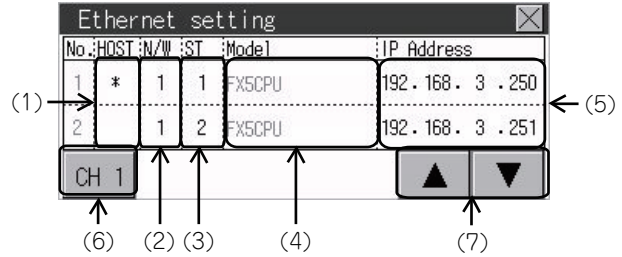 Ethernet setting
No. HOST N/W ST Model IP Address
1 * 1 1 FX5CPU 192.168. 3 .250
(1) (5)
2 1 2 FX5CPU 192.168. 3 .251
CH 1 ▲ ▼
(6) (2) (3) (4) (7)